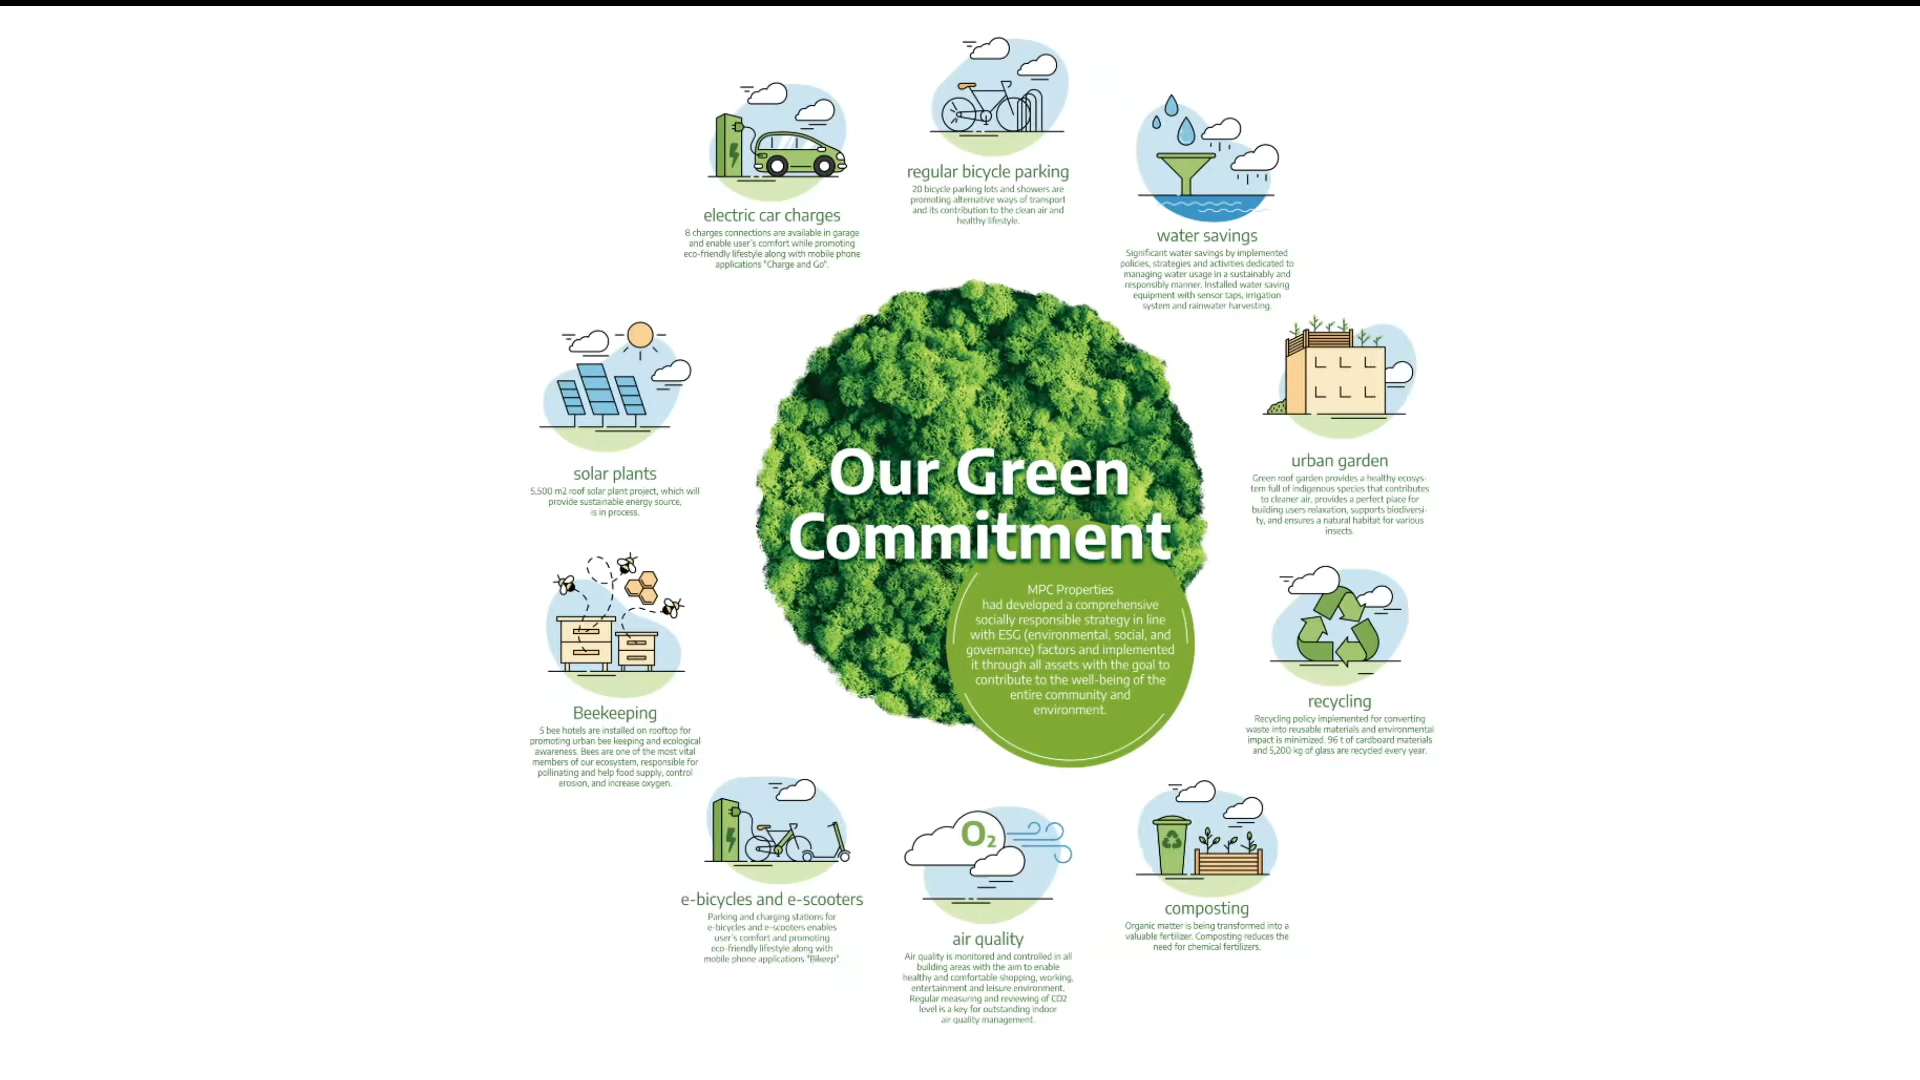 regular bicycle parking
20 bicycle parking lots and showers are
promoting alternative ways of transport
and its contribution to the clean air and
healthy lifestyle.
electric car charges
8 charges connections are available in garage
and enable user's comfort while promoting
eco-friendly lifestyle along with mobile phone
applications "Charge and Go".
water savings
Significant water savings by implemented
policies, strategies and activities dedicated to
managing water usage in a sustainably and
responsibly manner. Installed water saving
equipment with sensor taps, irrigation
system and rainwater harvesting.
solar plants
5,500 m2 roof solar plant project, which will
provide sustainable energy source,
is in process.
urban garden
Green roof garden provides a healthy ecosys-
tem full of indigenous species that contributes
to cleaner air, provides a perfect place for
building users relaxation, supports biodiversi-
ty, and ensures a natural habitat for various
insects.
Our Green
Commitment
MPC Properties
had developed a comprehensive
socially responsible strategy in line
with ESG (environmental, social, and
governance) factors and implemented
it through all assets with the goal to
contribute to the well-being of the
entire community and
environment.
Beekeeping
5 bee hotels are installed on rooftop for
promoting urban bee keeping and ecological
awareness. Bees are one of the most vital
members of our ecosystem, responsible for
pollinating and help food supply, control
erosion, and increase oxygen.
recycling
Recycling policy implemented for converting
waste into reusable materials and environmental
impact is minimized. 96 t of cardboard materials
and 5,200 kg of glass are recycled every year.
e-bicycles and e-scooters
Parking and charging stations for
e-bicycles and e-scooters enables
user's comfort and promoting
eco-friendly lifestyle along with
mobile phone applications "Bikeep".
O2
air quality
Air quality is monitored and controlled in all
building areas with the aim to enable
healthy and comfortable shopping, working,
entertainment and leisure environment.
Regular measuring and reviewing of CO2
level is a key for outstanding indoor
air quality management.
composting
Organic matter is being transformed into a
valuable fertilizer. Composting reduces the
need for chemical fertilizers.